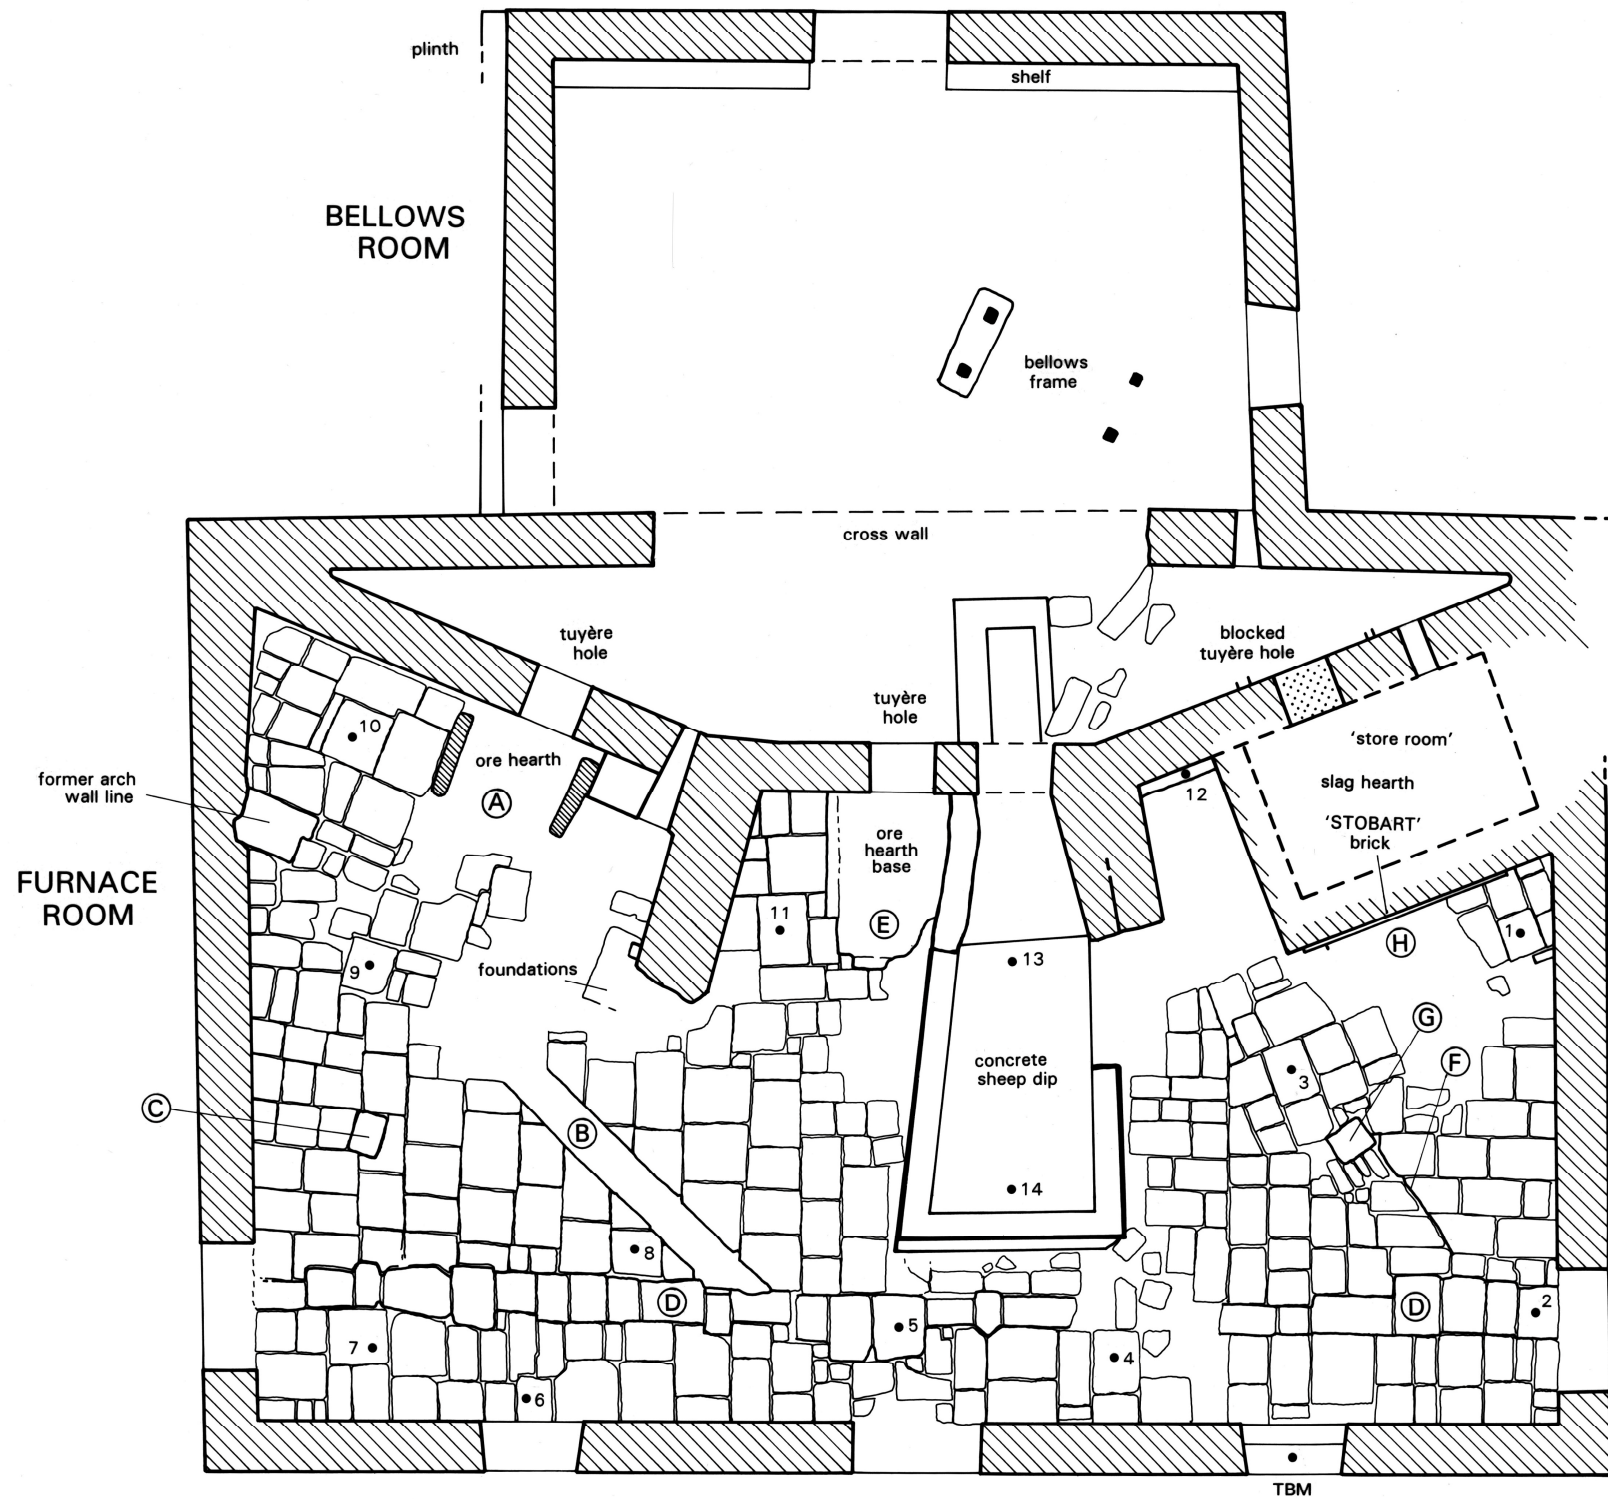 plinth
shelf
BELLOWS
ROOM
bellows
frame
cross wall
tuyère
hole
blocked
tuyère hole
tuyère
hole
10
ore hearth
former arch
wall line
A
12
'store room'
slag hearth
'STOBART'
brick
ore
hearth
base
FURNACE
ROOM
11
E
1
H
9
foundations
13
G
concrete
sheep dip
3
F
C
B
14
8
D
D
2
5
7
4
6
TBM